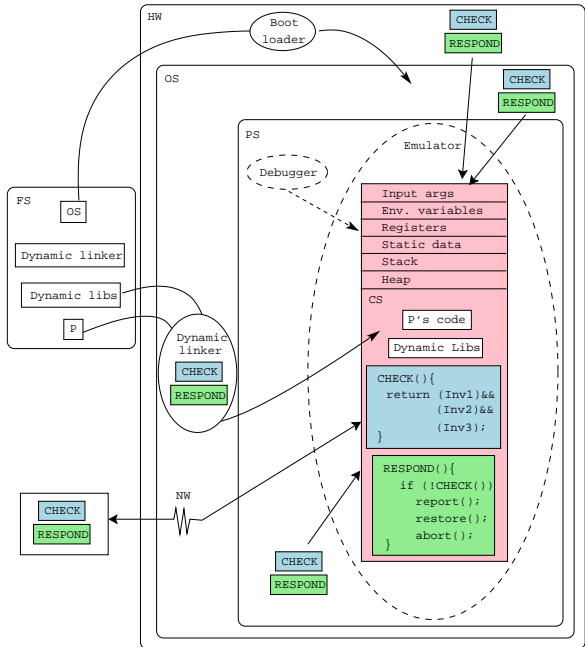 HW
Boot
loader
CHECK
RESPOND
OS
CHECK
RESPOND
PS
Emulator
Debugger
FS
OS
Dynamic linker
Dynamic libs
P
Input args
Env. variables
Registers
Static data
Stack
Heap
CS
P's code
Dynamic Libs
Dynamic
linker
CHECK
RESPOND
CHECK(){
return (Inv1)&&
(Inv2)&&
(Inv3);
}
RESPOND(){
if (!CHECK())
report();
restore();
abort();
}
NW
CHECK
RESPOND
CHECK
RESPOND